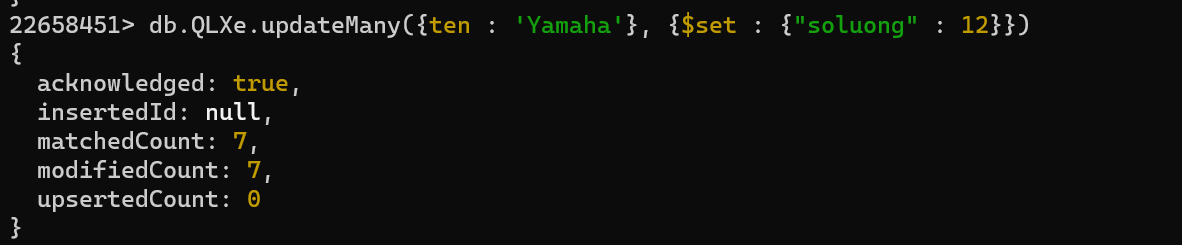 22658451> db.QLXe.updateMany({ten : 'Yamaha'}, {$set : {"soluong" : 12}})
{
  acknowledged: true,
  insertedId: null,
  matchedCount: 7,
  modifiedCount: 7,
  upsertedCount: 0
}